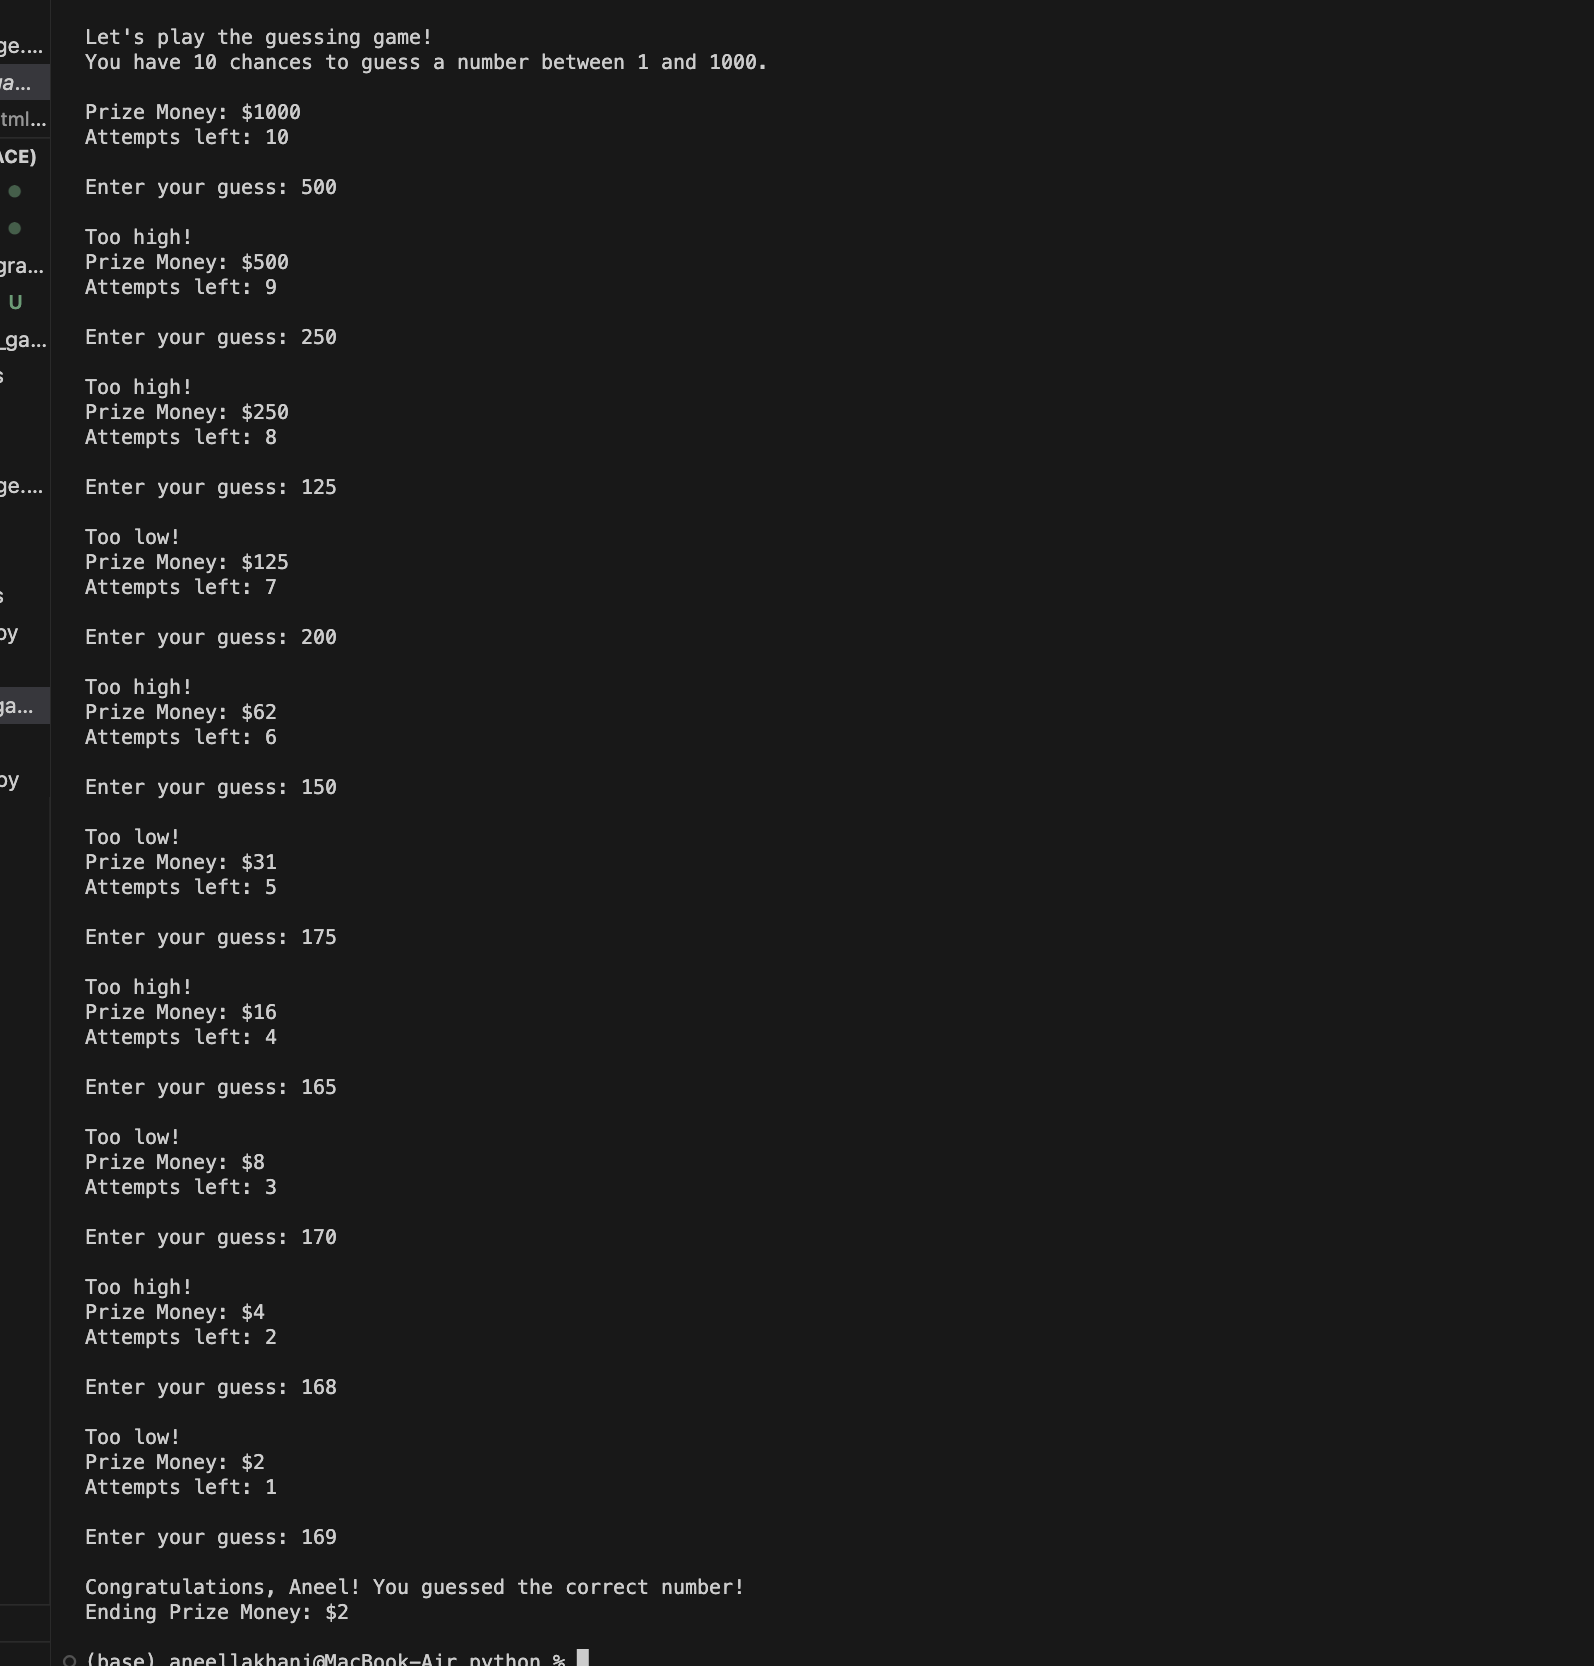 Let's play the guessing game!
You have 10 chances to guess a number between 1 and 1000.
Prize Money: $1000
Attempts left: 10
Enter your guess: 500
Too high!
Prize Money: $500
Attempts left: 9
Enter your guess: 250
Too high!
Prize Money: $250
Attempts left: 8
Enter your guess: 125
Too low!
Prize Money: $125
Attempts left: 7
Enter your guess: 200
Too high!
Prize Money: $62
Attempts left: 6
Enter your guess: 150
Too low!
Prize Money: $31
Attempts left: 5
Enter your guess: 175
Too high!
Prize Money: $16
Attempts left: 4
Enter your guess: 165
Too low!
Prize Money: $8
Attempts left: 3
Enter your guess: 170
Too high!
Prize Money: $4
Attempts left: 2
Enter your guess: 168
Too low!
Prize Money: $2
Attempts left: 1
Enter your guess: 169
Congratulations, Aneel! You guessed the correct number!
Ending Prize Money: $2
(base) aneellakhani@MacBook-Air python %
ge....
ga...
tml...
ACE)
gra...
U
_ga...
s
ge....
s
py
ga...
py